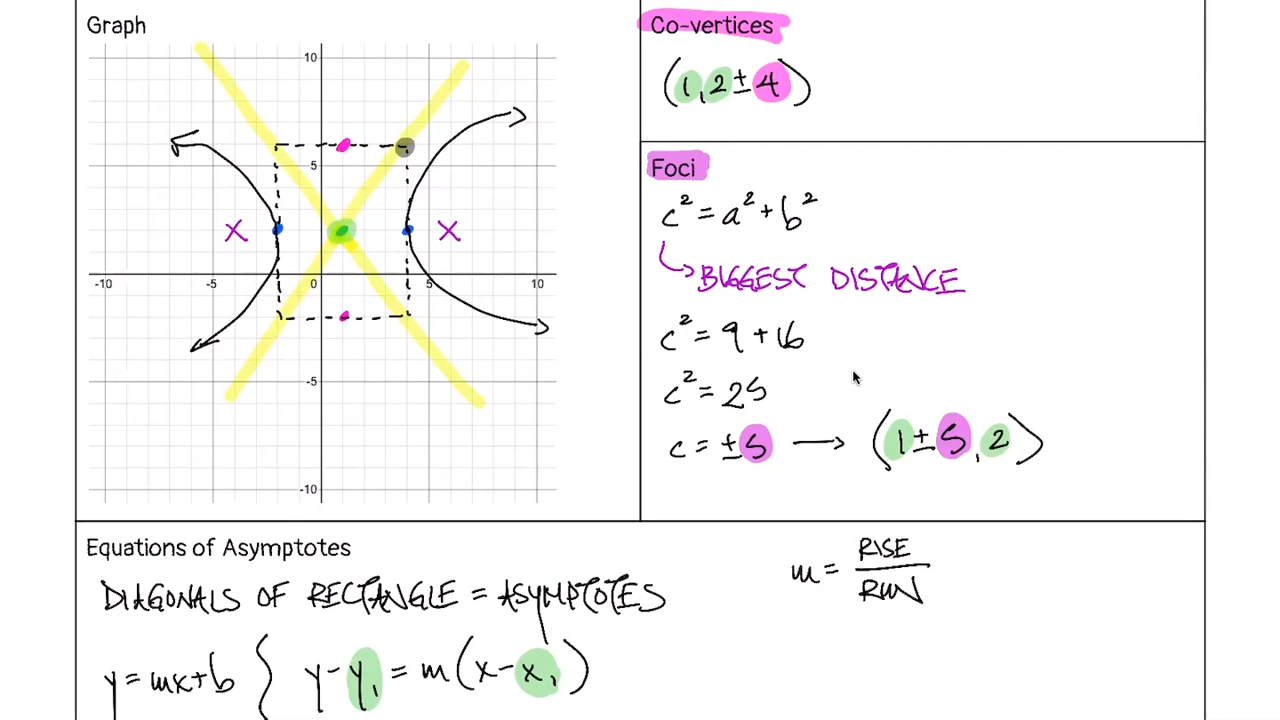 Graph
10
5
-10
-5
0
5
10
-5
-10
Co-vertices
(1, 2 ± 4)
Foci
c² = a² + b²
BIGGEST DISTANCE
c² = 9 + 16
c² = 25
c = ±5 → (1 ± 5, 2)
Equations of Asymptotes
DIAGONALS OF RECTANGLE = ASYMPTOTES
m = RISE / RUN
y = mx + b { y - y₁ = m(x - x₁)